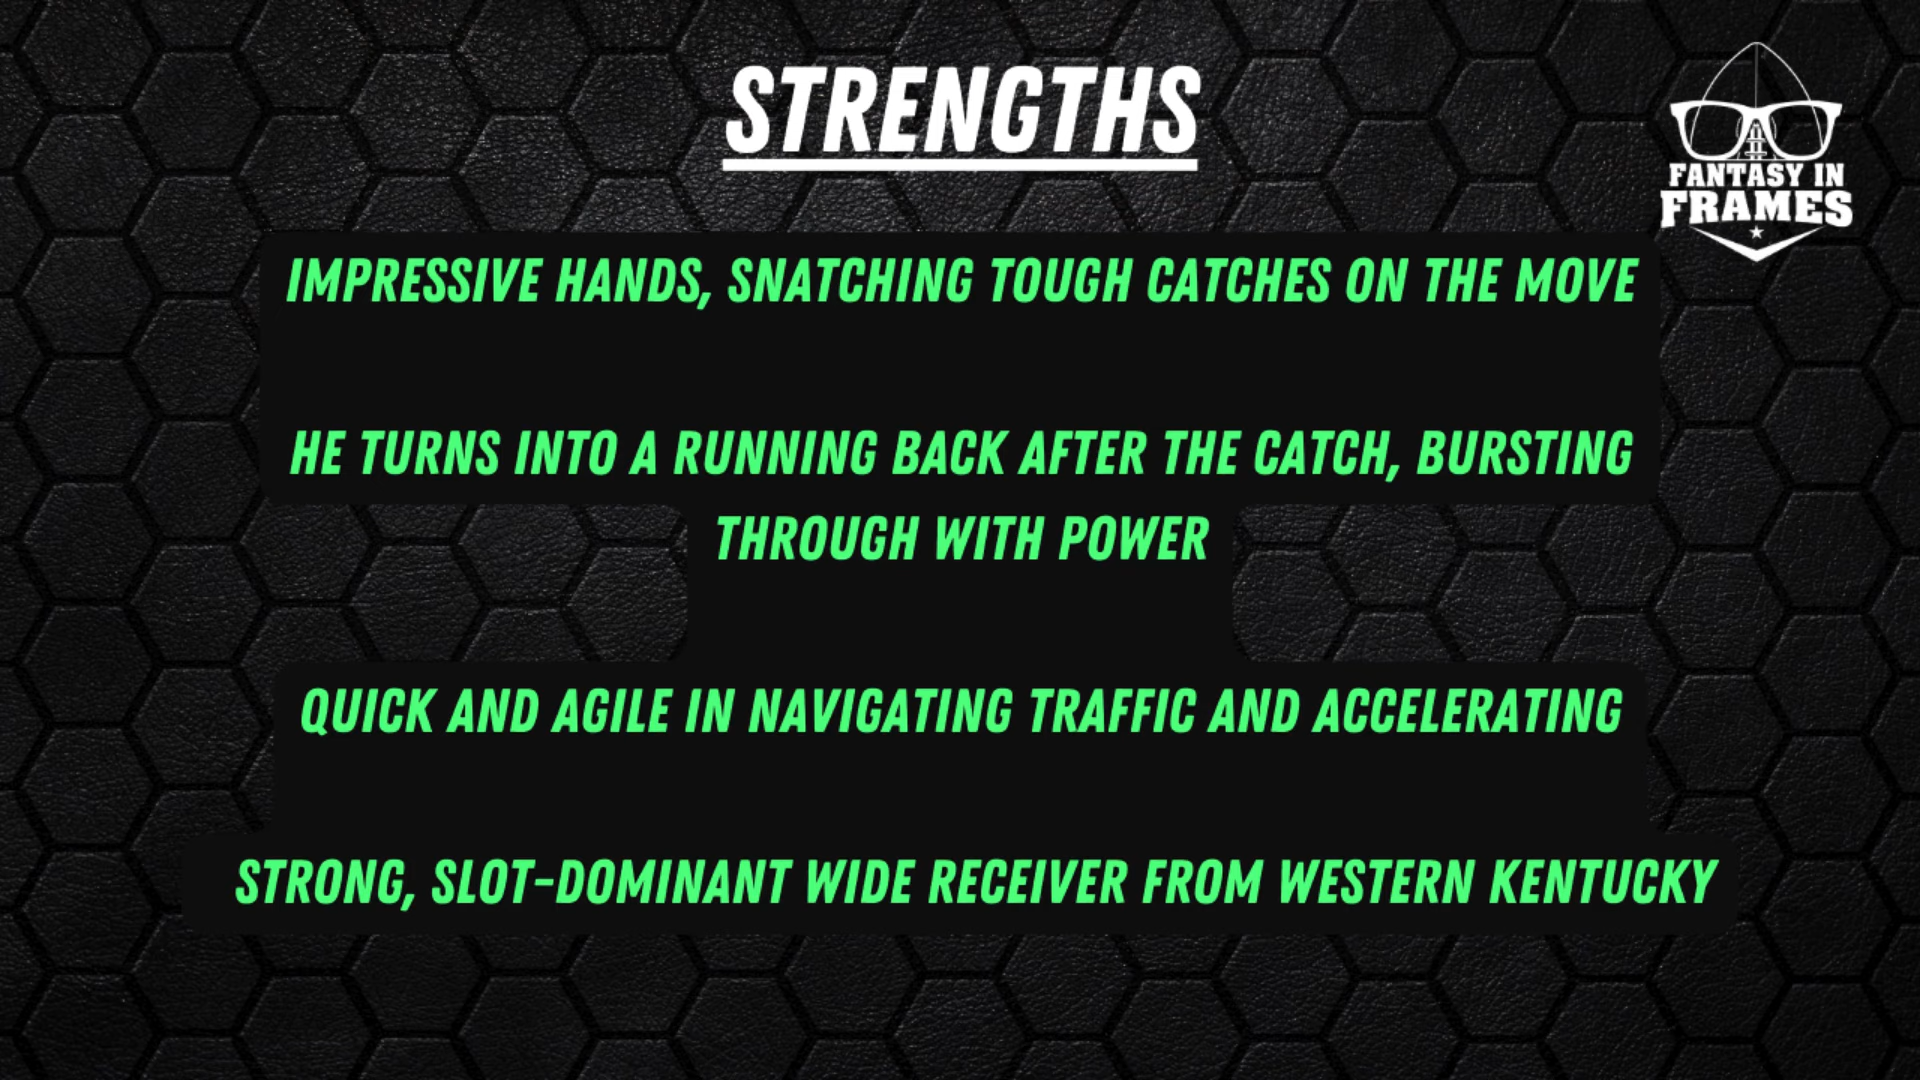 STRENGTHS
FANTASY IN
FRAMES
IMPRESSIVE HANDS, SNATCHING TOUGH CATCHES ON THE MOVE
HE TURNS INTO A RUNNING BACK AFTER THE CATCH, BURSTING
THROUGH WITH POWER
QUICK AND AGILE IN NAVIGATING TRAFFIC AND ACCELERATING
STRONG, SLOT-DOMINANT WIDE RECEIVER FROM WESTERN KENTUCKY